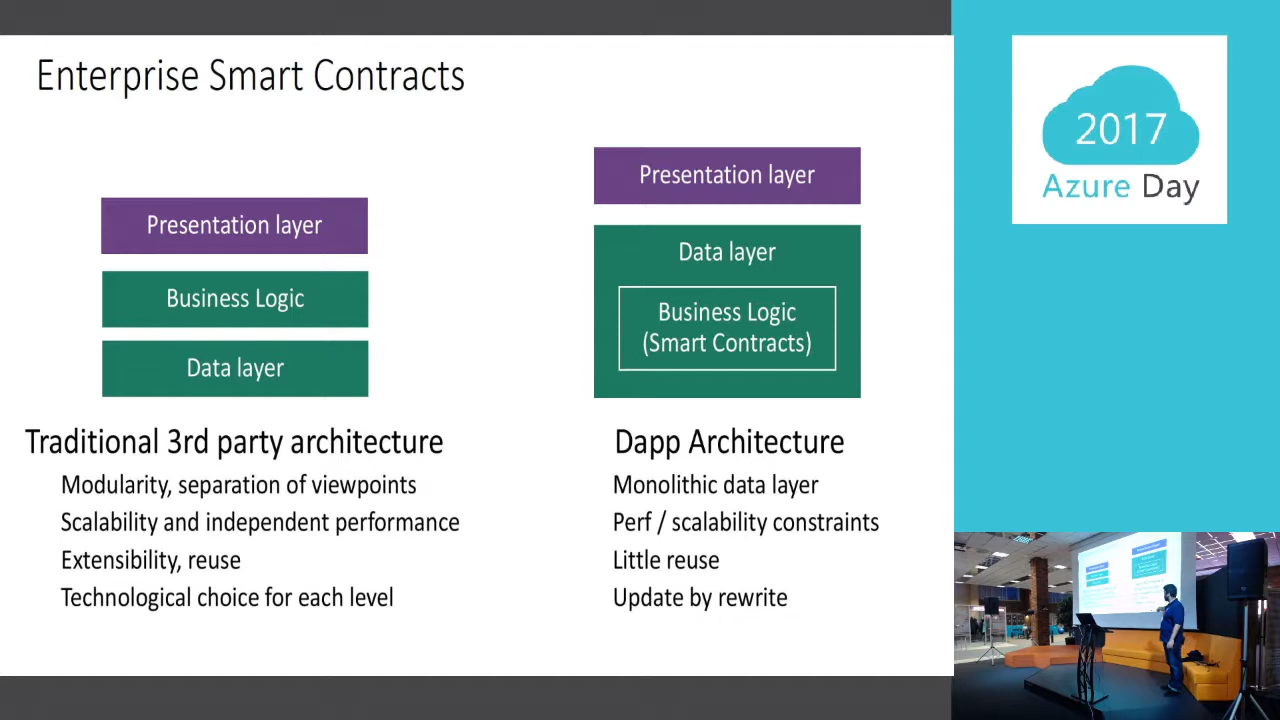 Enterprise Smart Contracts
Presentation layer
Business Logic
Data layer
Traditional 3rd party architecture
Modularity, separation of viewpoints
Scalability and independent performance
Extensibility, reuse
Technological choice for each level
Presentation layer
Data layer
Business Logic
(Smart Contracts)
Dapp Architecture
Monolithic data layer
Perf / scalability constraints
Little reuse
Update by rewrite
2017
Azure Day